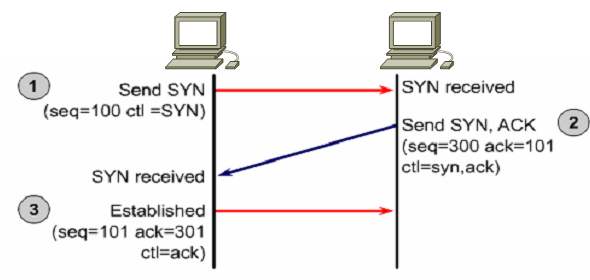 1
Send SYN
(seq=100 ctl =SYN)
SYN received
Send SYN, ACK
2
(seq=300 ack=101
ctl=syn,ack)
SYN received
3
Established
(seq=101 ack=301
ctl=ack)